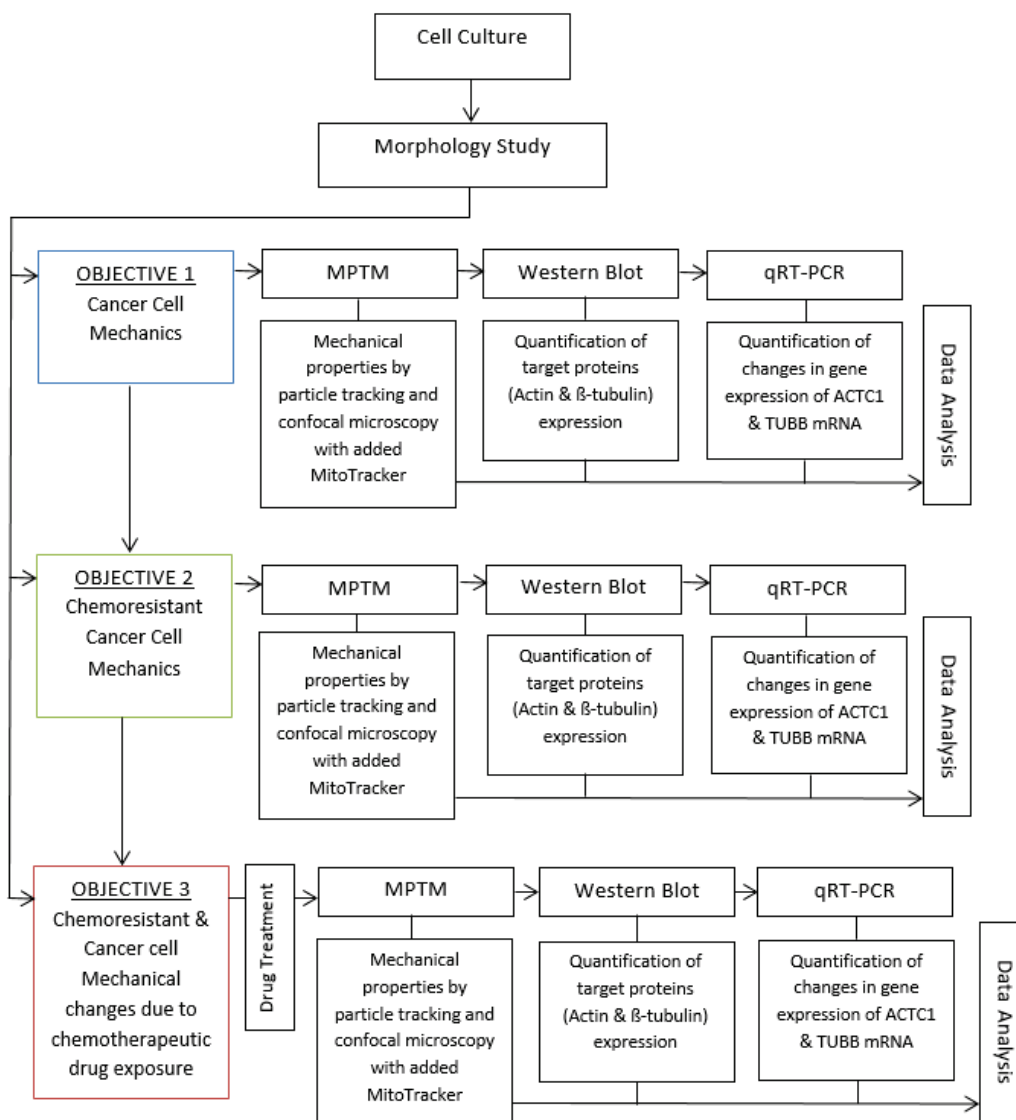 Cell Culture
Morphology Study
OBJECTIVE 1
Cancer Cell
Mechanics
MPTM
Mechanical
properties by
particle tracking and
confocal microscopy
with added
MitoTracker
Western Blot
Quantification of
target proteins
(Actin & ß-tubulin)
expression
qRT-PCR
Quantification of
changes in gene
expression of ACTC1
& TUBB mRNA
Data Analysis
OBJECTIVE 2
Chemoresistant
Cancer Cell
Mechanics
MPTM
Mechanical
properties by
particle tracking and
confocal microscopy
with added
MitoTracker
Western Blot
Quantification of
target proteins
(Actin & ß-tubulin)
expression
qRT-PCR
Quantification of
changes in gene
expression of ACTC1
& TUBB mRNA
Data Analysis
OBJECTIVE 3
Chemoresistant &
Cancer cell
Mechanical
changes due to
chemotherapeutic
drug exposure
Drug Treatment
MPTM
Mechanical
properties by
particle tracking and
confocal microscopy
with added
MitoTracker
Western Blot
Quantification of
target proteins
(Actin & ß-tubulin)
expression
qRT-PCR
Quantification of
changes in gene
expression of ACTC1
& TUBB mRNA
Data Analysis